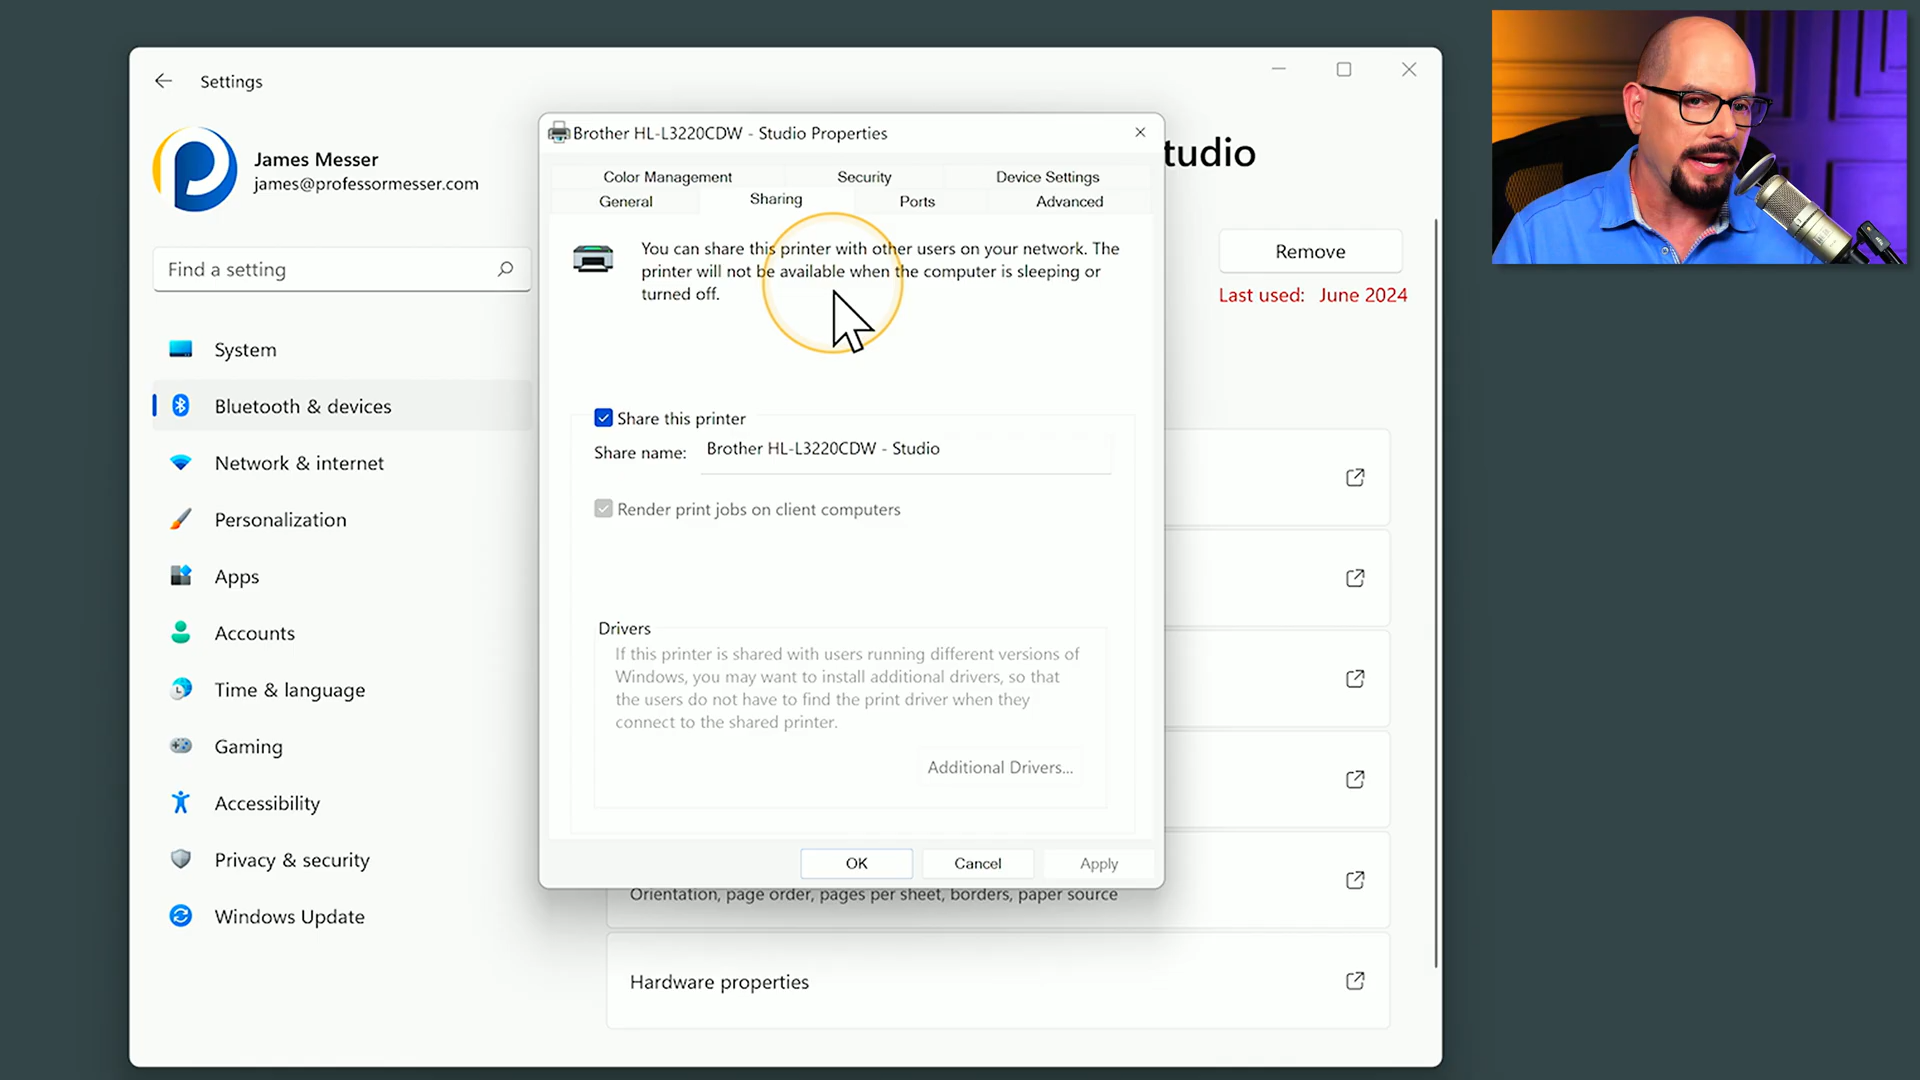 Settings
James Messer
james@professormesser.com
Find a setting
System
Bluetooth & devices
Network & internet
Personalization
Apps
Accounts
Time & language
Gaming
Accessibility
Privacy & security
Windows Update
tudio
Remove
Last used: June 2024
Brother HL-L3220CDW - Studio Properties
Color Management Security Device Settings
General Sharing Ports Advanced
You can share this printer with other users on your network. The
printer will not be available when the computer is sleeping or
turned off.
Share this printer
Share name: Brother HL-L3220CDW - Studio
Render print jobs on client computers
Drivers
If this printer is shared with users running different versions of
Windows, you may want to install additional drivers, so that
the users do not have to find the print driver when they
connect to the shared printer.
Additional Drivers...
OK Cancel Apply
Orientation, page order, pages per sheet, borders, paper source
Hardware properties